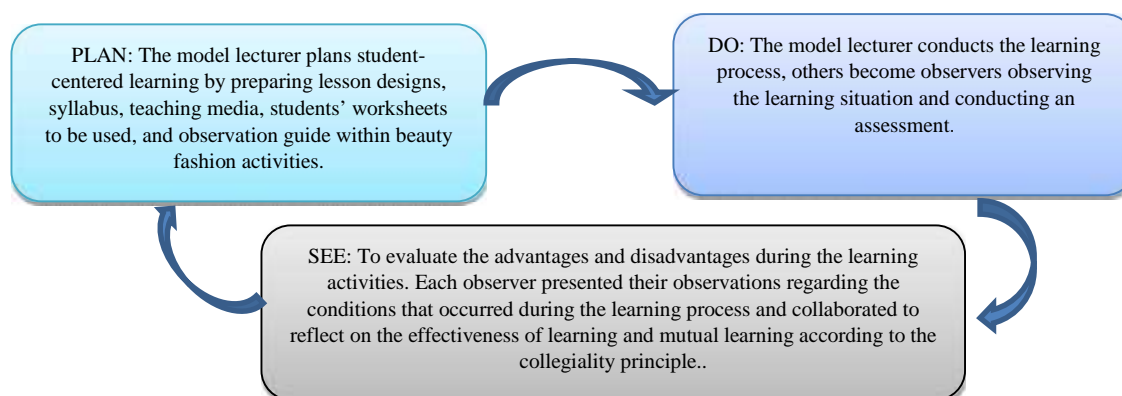 PLAN: The model lecturer plans student-
centered learning by preparing lesson designs,
syllabus, teaching media, students’ worksheets
to be used, and observation guide within beauty
fashion activities.
DO: The model lecturer conducts the learning
process, others become observers observing
the learning situation and conducting an
assessment.
SEE: To evaluate the advantages and disadvantages during the learning
activities. Each observer presented their observations regarding the
conditions that occurred during the learning process and collaborated to
reflect on the effectiveness of learning and mutual learning according to the
collegiality principle..